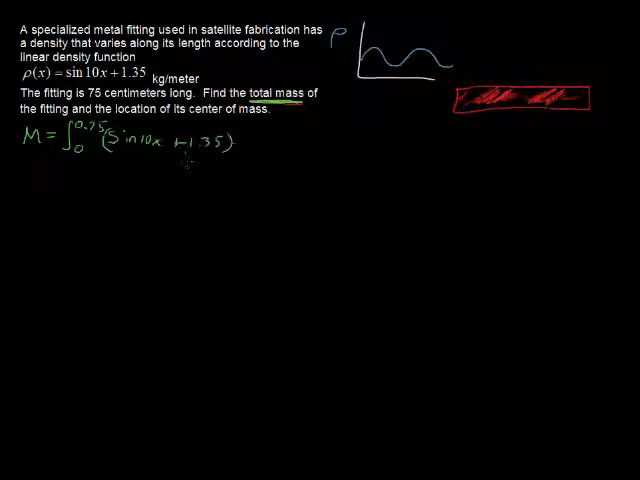 A specialized metal fitting used in satellite fabrication has
a density that varies along its length according to the
linear density function
ρ(x) = sin 10x + 1.35 kg/meter
The fitting is 75 centimeters long. Find the total mass of
the fitting and the location of its center of mass.
M = ∫₀^0.75 (Sin10x + 1.35)
ρ